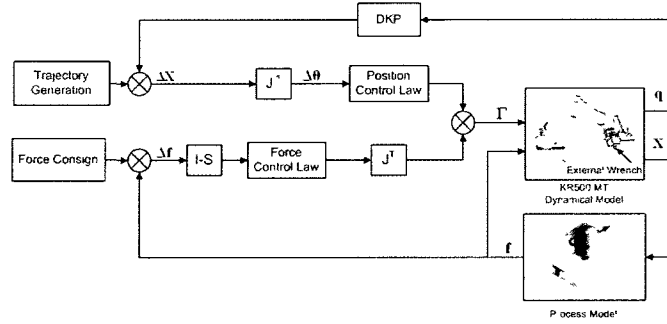 DKP
Trajectory
Generation
ΔX
J⁻¹
Δθ
Position
Control Law
Γ
q
Force Consign
Δf
I-S
Force
Control Law
Jᵀ
External Wrench
X
KR500 MT
Dynamical Model
f
Process Model